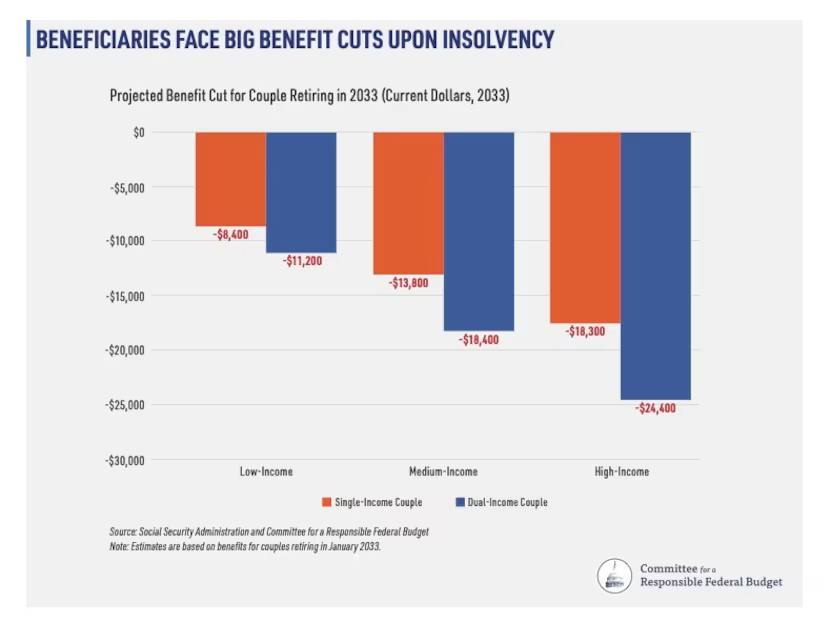 BENEFICIARIES FACE BIG BENEFIT CUTS UPON INSOLVENCY
Projected Benefit Cut for Couple Retiring in 2033 (Current Dollars, 2033)
$0
-$5,000
-$10,000
-$15,000
-$20,000
-$25,000
-$30,000
-$8,400
-$11,200
-$13,800
-$18,400
-$18,300
-$24,400
Low-Income
Medium-Income
High-Income
Single-Income Couple
Dual-Income Couple
Source: Social Security Administration and Committee for a Responsible Federal Budget
Note: Estimates are based on benefits for couples retiring in January 2033.
Committee for a
Responsible Federal Budget